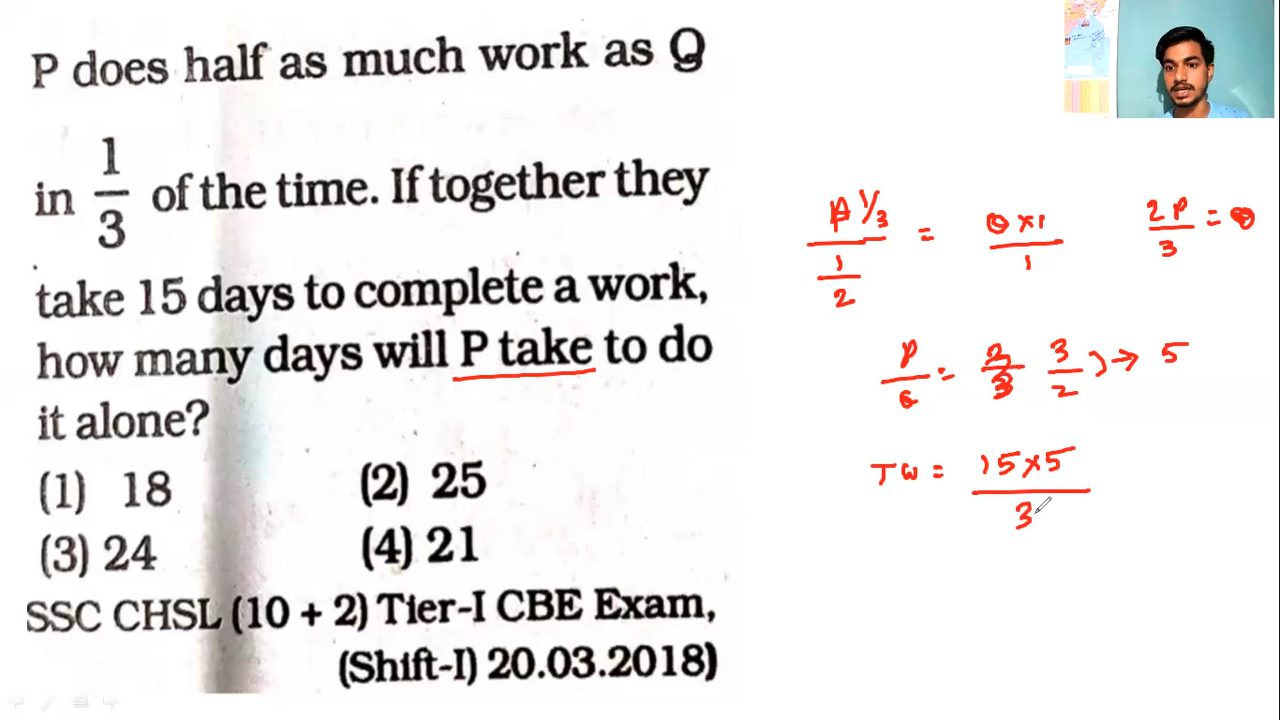 P does half as much work as Q
in 1/3 of the time. If together they
take 15 days to complete a work,
how many days will P take to do
it alone?
(1) 18 (2) 25
(3) 24 (4) 21
SSC CHSL (10 + 2) Tier-I CBE Exam,
(Shift-I) 20.03.2018)
1/3 / 1/2 = Q×1 / 1
2P/3 = Q
P/Q = 3/2 ) → 5
TW = 15×5 / 3